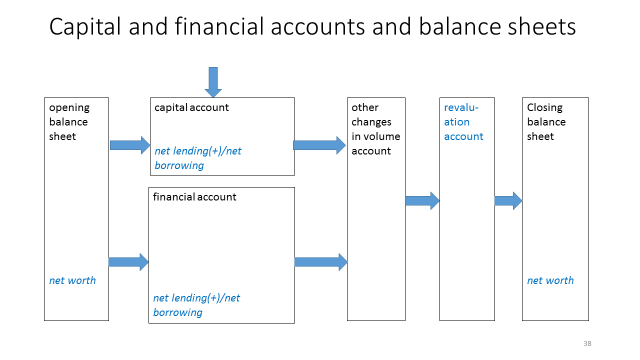 Capital and financial accounts and balance sheets
opening
balance
sheet
net worth
capital account
net lending(+)/net
borrowing
financial account
net lending(+)/net
borrowing
other
changes
in volume
account
revalu-
ation
account
Closing
balance
sheet
net worth
38